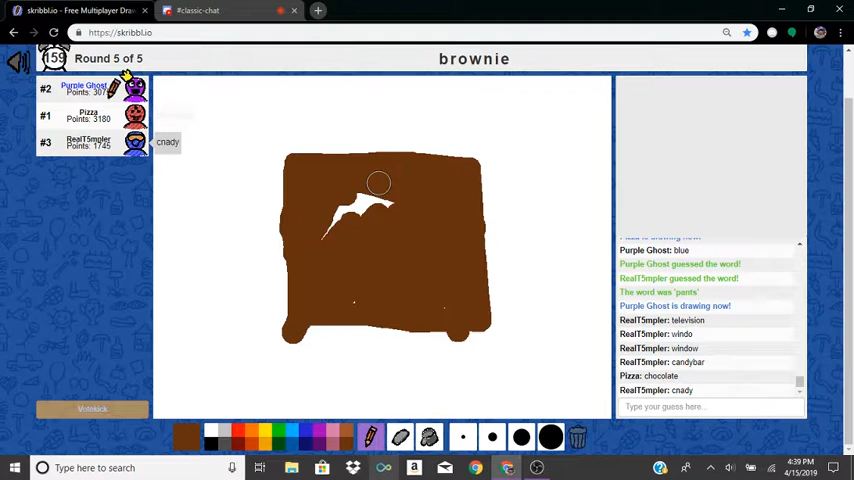 skribbl.io - Free Multiplayer Draw
#classic-chat
https://skribbl.io
159
Round 5 of 5
brownie
#2
Purple Ghost
Points: 307
#1
Pizza
Points: 3180
#3
RealT5mpler
Points: 1745
cnady
Purple Ghost: blue
Purple Ghost guessed the word!
RealT5mpler guessed the word!
The word was 'pants'
Purple Ghost is drawing now!
RealT5mpler: television
RealT5mpler: windo
RealT5mpler: window
RealT5mpler: candybar
Pizza: chocolate
RealT5mpler: cnady
Votekick
Type your guess here...
Type here to search
4:39 PM
4/15/2019